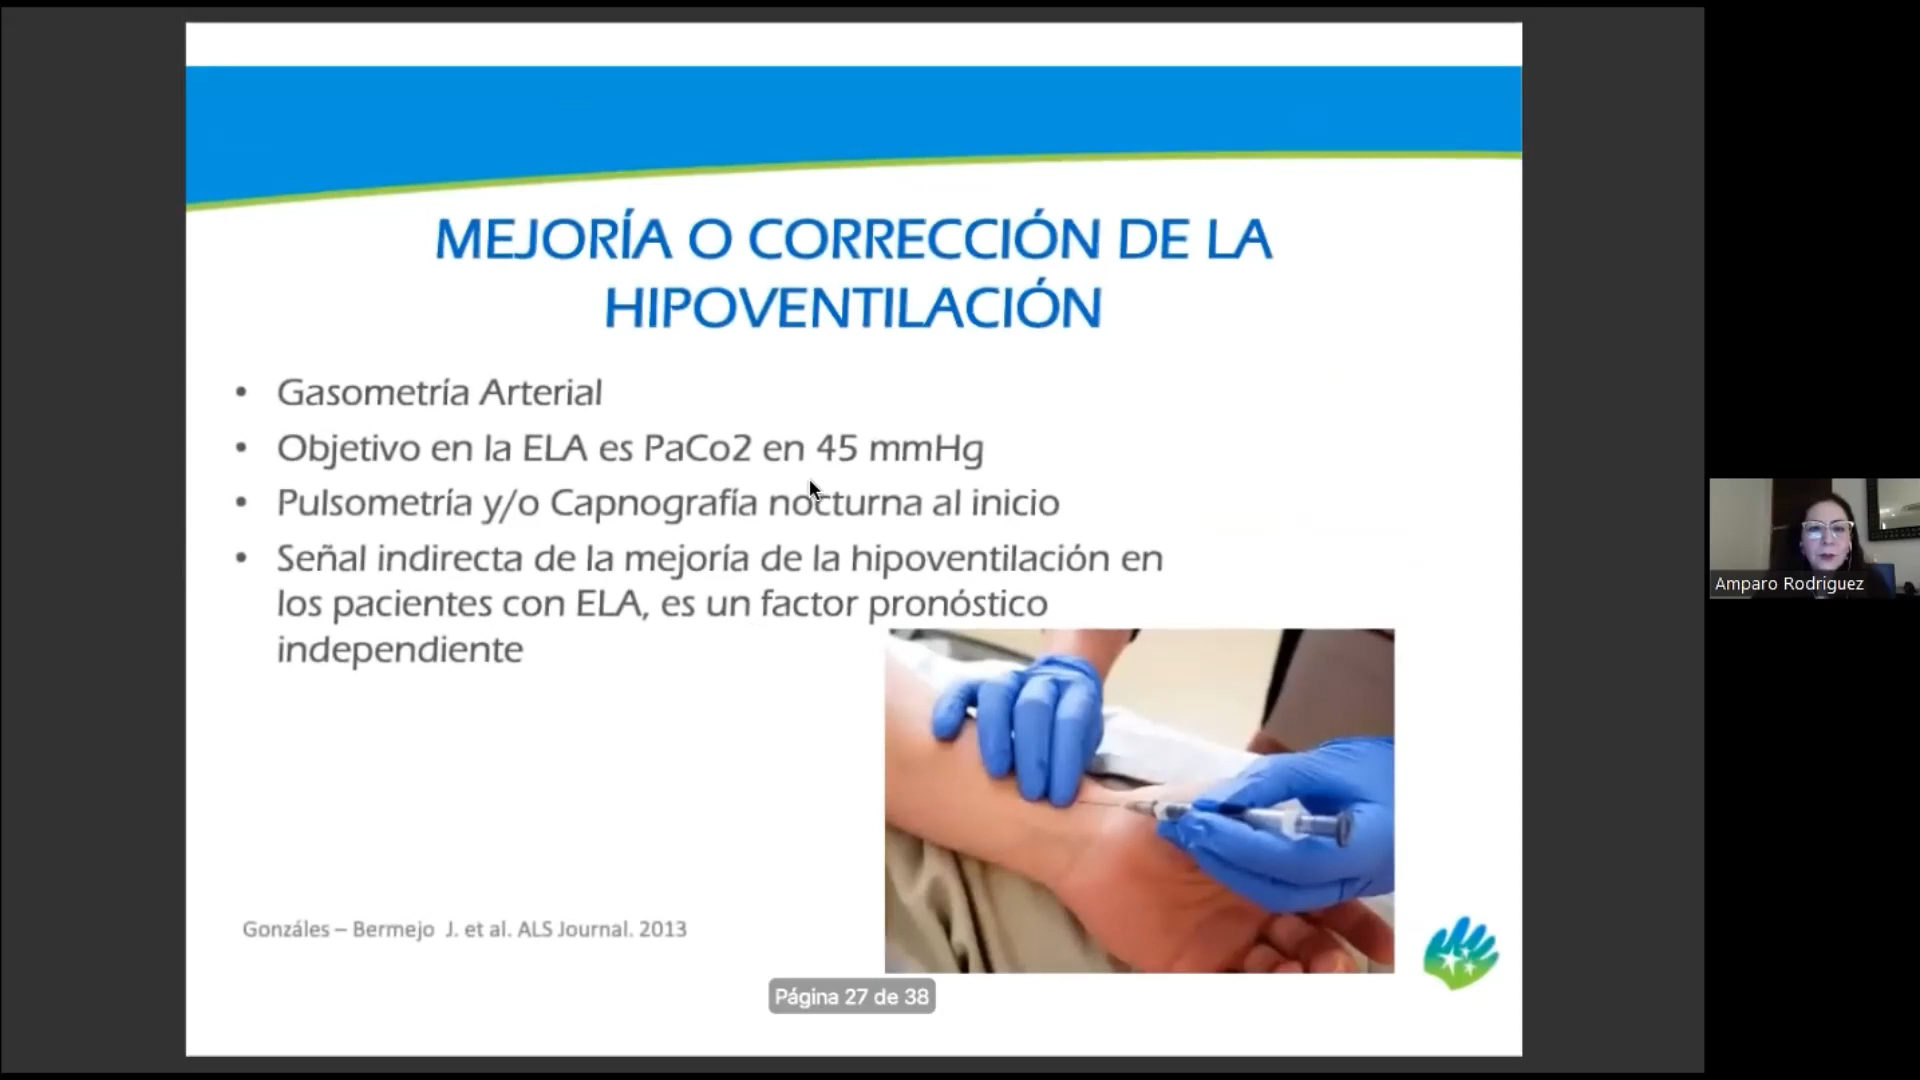 MEJORÍA O CORRECCIÓN DE LA
HIPOVENTILACIÓN
• Gasometría Arterial
• Objetivo en la ELA es PaCo2 en 45 mmHg
• Pulsometría y/o Capnografía nocturna al inicio
• Señal indirecta de la mejoría de la hipoventilación en
los pacientes con ELA, es un factor pronóstico
independiente
Gonzáles – Bermejo J. et al. ALS Journal. 2013
Página 27 de 38
Amparo Rodriguez